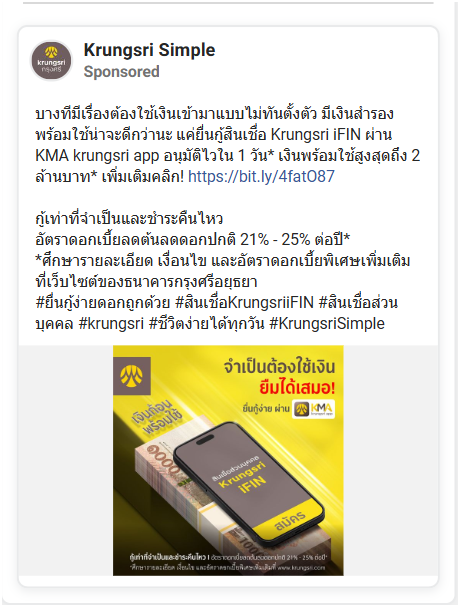 krungsri
กรุงศรี
Krungsri Simple
Sponsored
บางทีมีเรื่องต้องใช้เงินเข้ามาแบบไม่ทันตั้งตัว มีเงินสำรอง
พร้อมใช้น่าจะดีกว่านะ แค่ยื่นกู้สินเชื่อ Krungsri iFIN ผ่าน
KMA krungsri app อนุมัติไวใน 1 วัน* เงินพร้อมใช้สูงสุดถึง 2
ล้านบาท* เพิ่มเติมคลิก! https://bit.ly/4fatO87
กู้เท่าที่จำเป็นและชำระคืนไหว
อัตราดอกเบี้ยลดต้นลดดอกปกติ 21% - 25% ต่อปี*
*ศึกษารายละเอียด เงื่อนไข และอัตราดอกเบี้ยพิเศษเพิ่มเติม
ที่เว็บไซต์ของธนาคารกรุงศรีอยุธยา
#ยื่นกู้ง่ายดอกถูกด้วย #สินเชื่อKrungsriiFIN #สินเชื่อส่วน
บุคคล #krungsri #ชีวิตง่ายได้ทุกวัน #KrungsriSimple
จำเป็นต้องใช้เงิน
ยืมได้เสมอ!
ยื่นกู้ง่าย ผ่าน KMA
krungsri app
เงินก้อน
พร้อมใช้
1000
สินเชื่อส่วนบุคคล
Krungsri
iFIN
สมัคร
กู้เท่าที่จำเป็นและชำระคืนไหว I อัตราดอกเบี้ยลดต้นลดดอกปกติ 21% - 25% ต่อปี*
*ศึกษารายละเอียด เงื่อนไข และอัตราดอกเบี้ยพิเศษเพิ่มเติมที่ www.krungsri.com